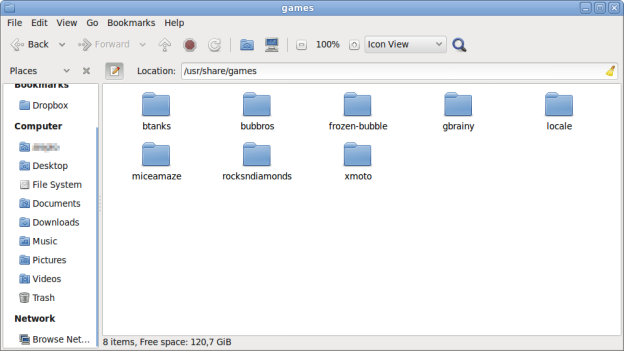 games
File Edit View Go Bookmarks Help
Back Forward 100% Icon View
Places Location: /usr/share/games
Bookmarks
Dropbox
Computer
Desktop
File System
Documents
Downloads
Music
Pictures
Videos
Trash
Network
Browse Net...
btanks bubbros frozen-bubble gbrainy locale
miceamaze rocksndiamonds xmoto
8 items, Free space: 120,7 GiB